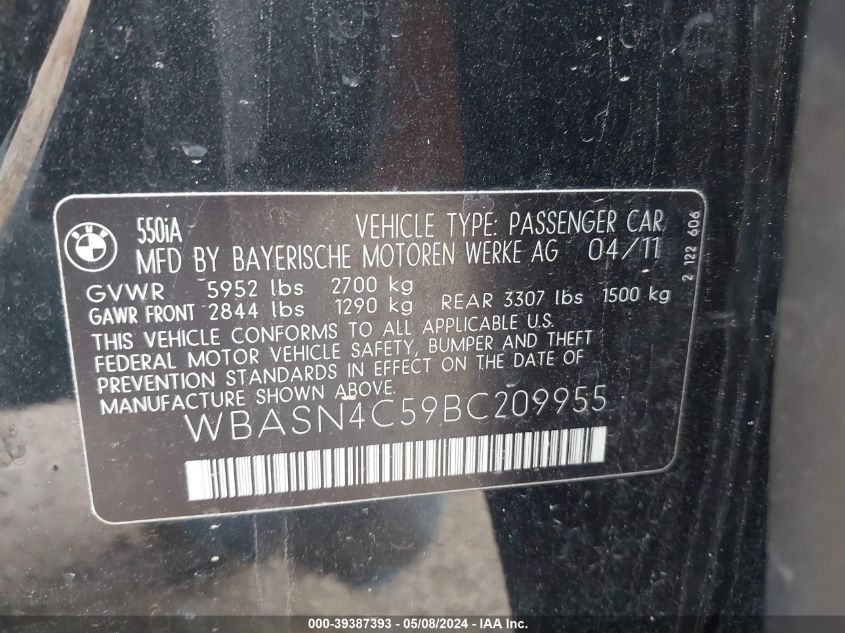 BMW
550iA VEHICLE TYPE: PASSENGER CAR
MFD BY BAYERISCHE MOTOREN WERKE AG 04/11
GVWR 5952 lbs 2700 kg
GAWR FRONT 2844 lbs 1290 kg REAR 3307 lbs 1500 kg
THIS VEHICLE CONFORMS TO ALL APPLICABLE U.S.
FEDERAL MOTOR VEHICLE SAFETY, BUMPER AND THEFT
PREVENTION STANDARDS IN EFFECT ON THE DATE OF
MANUFACTURE SHOWN ABOVE.
WBASN4C59BC209955
2 122 606
000-39387393 - 05/08/2024 - IAA Inc.